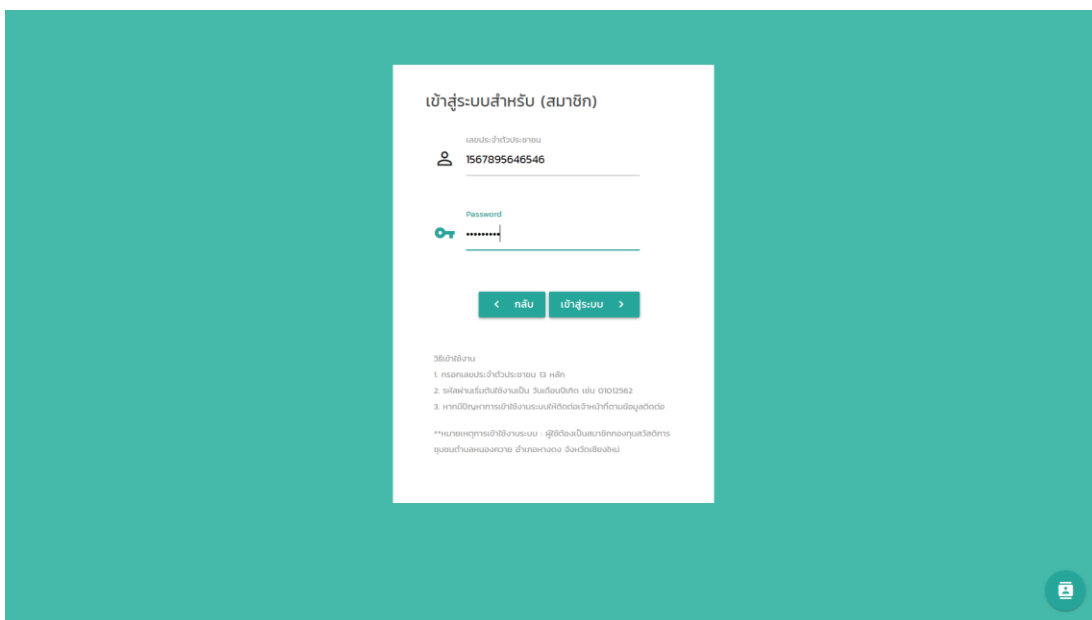 เข้าสู่ระบบสำหรับ (สมาชิก)
เลขประจำตัวประชาชน
1567895646546
Password
•••••••••
กลับ
เข้าสู่ระบบ
วิธีเข้าใช้งาน
1. กรอกเลขประจำตัวประชาชน 13 หลัก
2. รหัสผ่านเริ่มต้นใช้งานเป็น วันเดือนปีเกิด เช่น 01012562
3. หากมีปัญหาการเข้าใช้งานระบบให้ติดต่อเจ้าหน้าที่ตามข้อมูลติดต่อ
**หมายเหตุการเข้าใช้งานระบบ : ผู้ใช้ต้องเป็นสมาชิกกองทุนสวัสดิการ
ชุมชนตำบลหนองควาย อำเภอหางดง จังหวัดเชียงใหม่